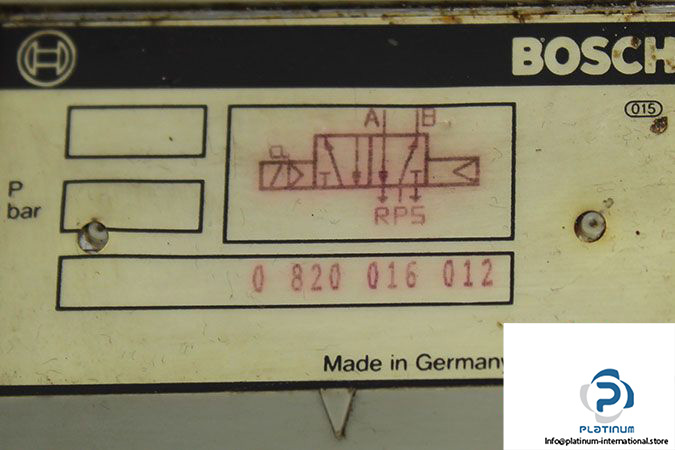 BOSCH
015
A B
a
P
bar
RPS
0 820 016 012
Made in Germany
PLATINUM
Info@platinum-international.store